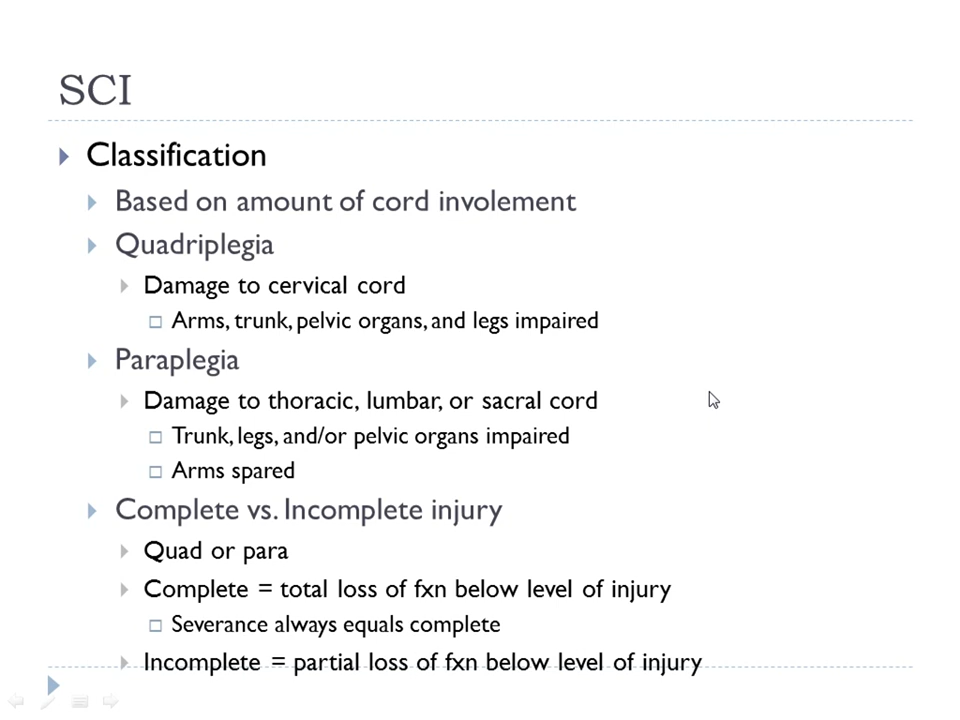 SCI
Classification
Based on amount of cord involement
Quadriplegia
Damage to cervical cord
Arms, trunk, pelvic organs, and legs impaired
Paraplegia
Damage to thoracic, lumbar, or sacral cord
Trunk, legs, and/or pelvic organs impaired
Arms spared
Complete vs. Incomplete injury
Quad or para
Complete = total loss of fxn below level of injury
Severance always equals complete
Incomplete = partial loss of fxn below level of injury